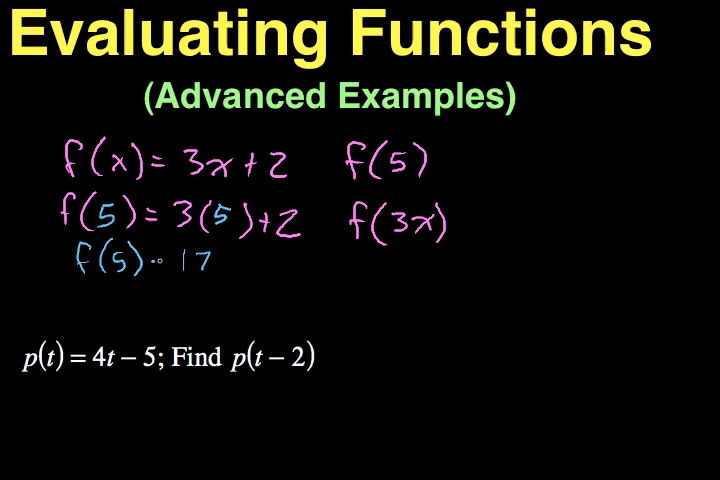 Evaluating Functions
(Advanced Examples)
f(x) = 3x + 2 f(5)
f(5) = 3(5) + 2 f(3x)
f(5) · 17
p(t) = 4t – 5; Find p(t – 2)